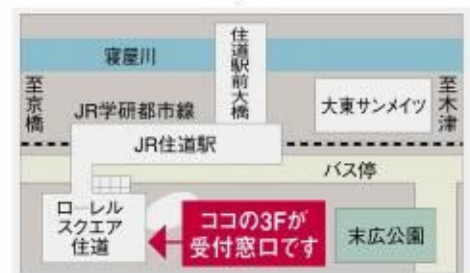 寝屋川
住道駅前大橋
至京橋
JR学研都市線
大東サンメイツ
至木津
JR住道駅
バス停
ローレル
スクエア
住道
ココの3Fが
受付窓口です
末広公園